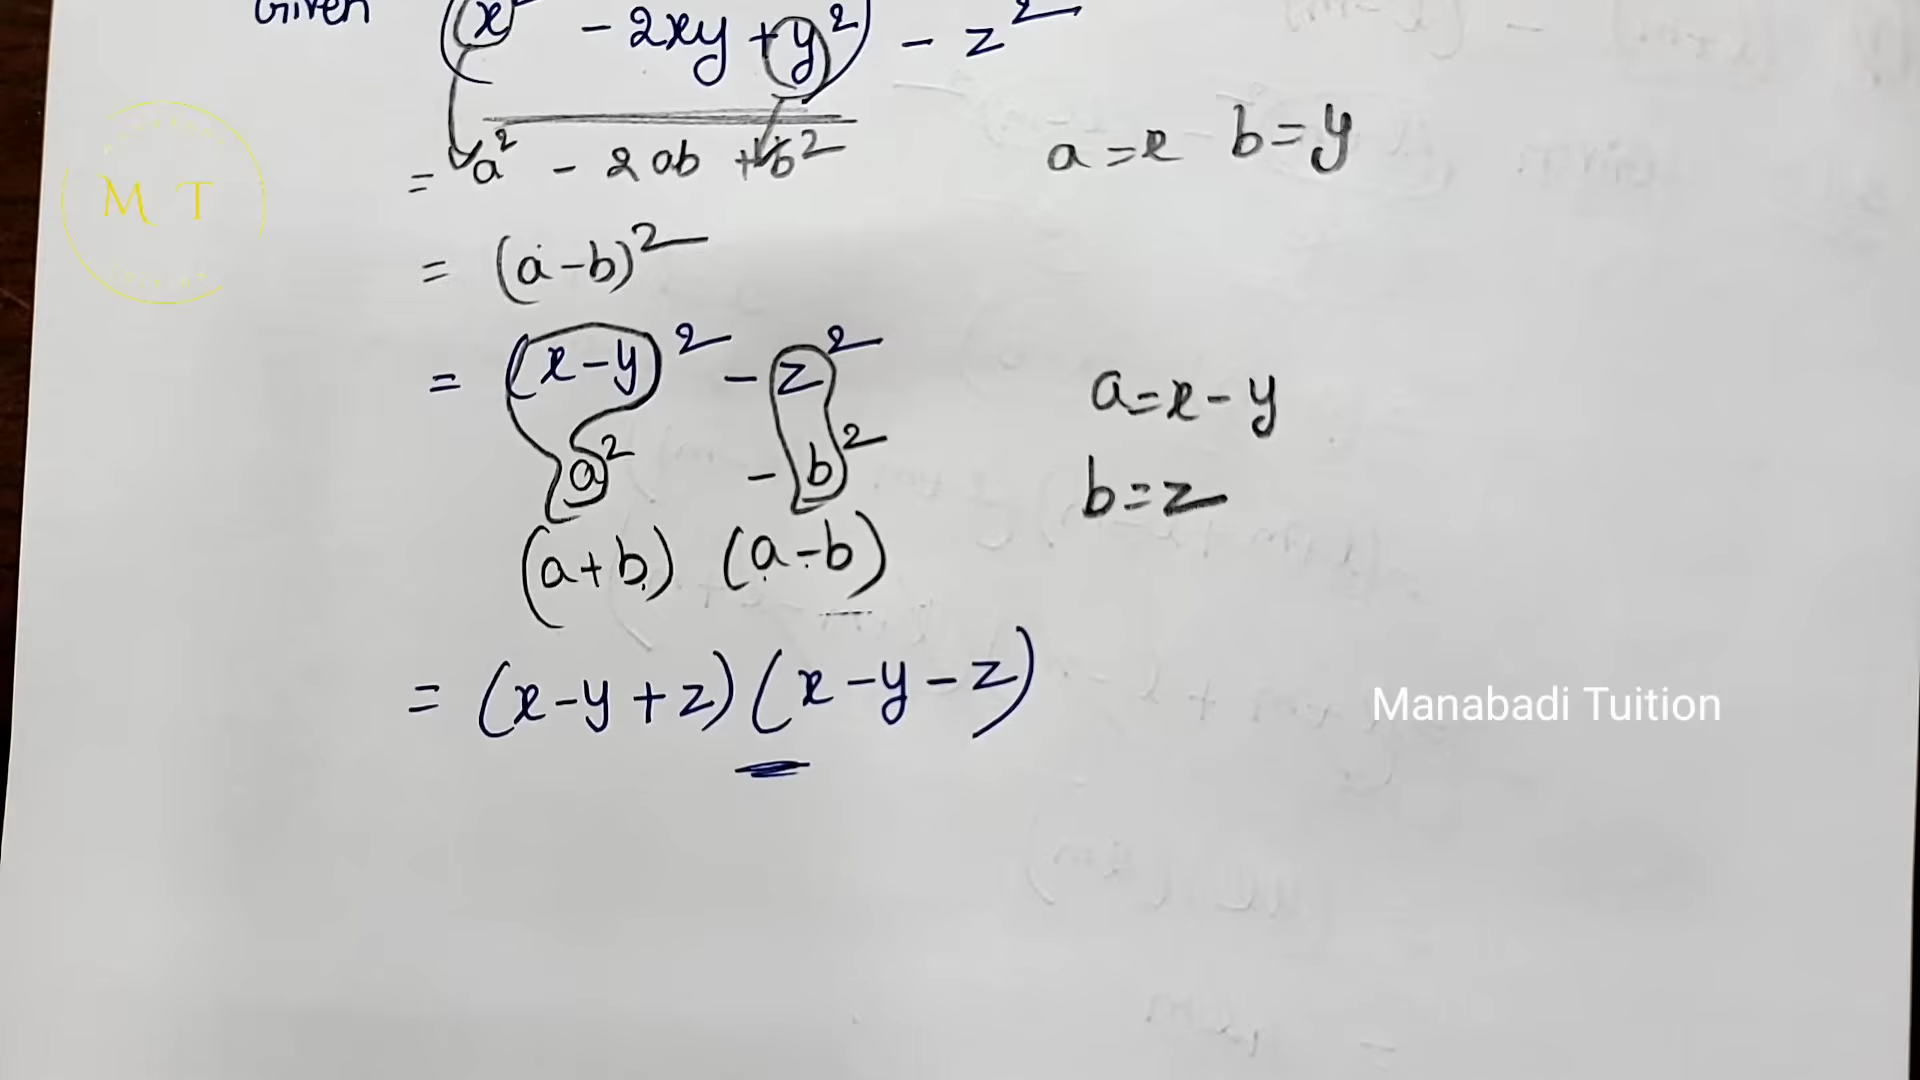 Given (x² - 2xy + y²) - z²
= a² - 2ab + b² a = x b = y
= (a-b)²
= (x-y)² - z² a = x - y
a² - b² b = z
(a+b) (a-b)
= (x-y+z) (x-y-z)
M T
Manabadi Tuition